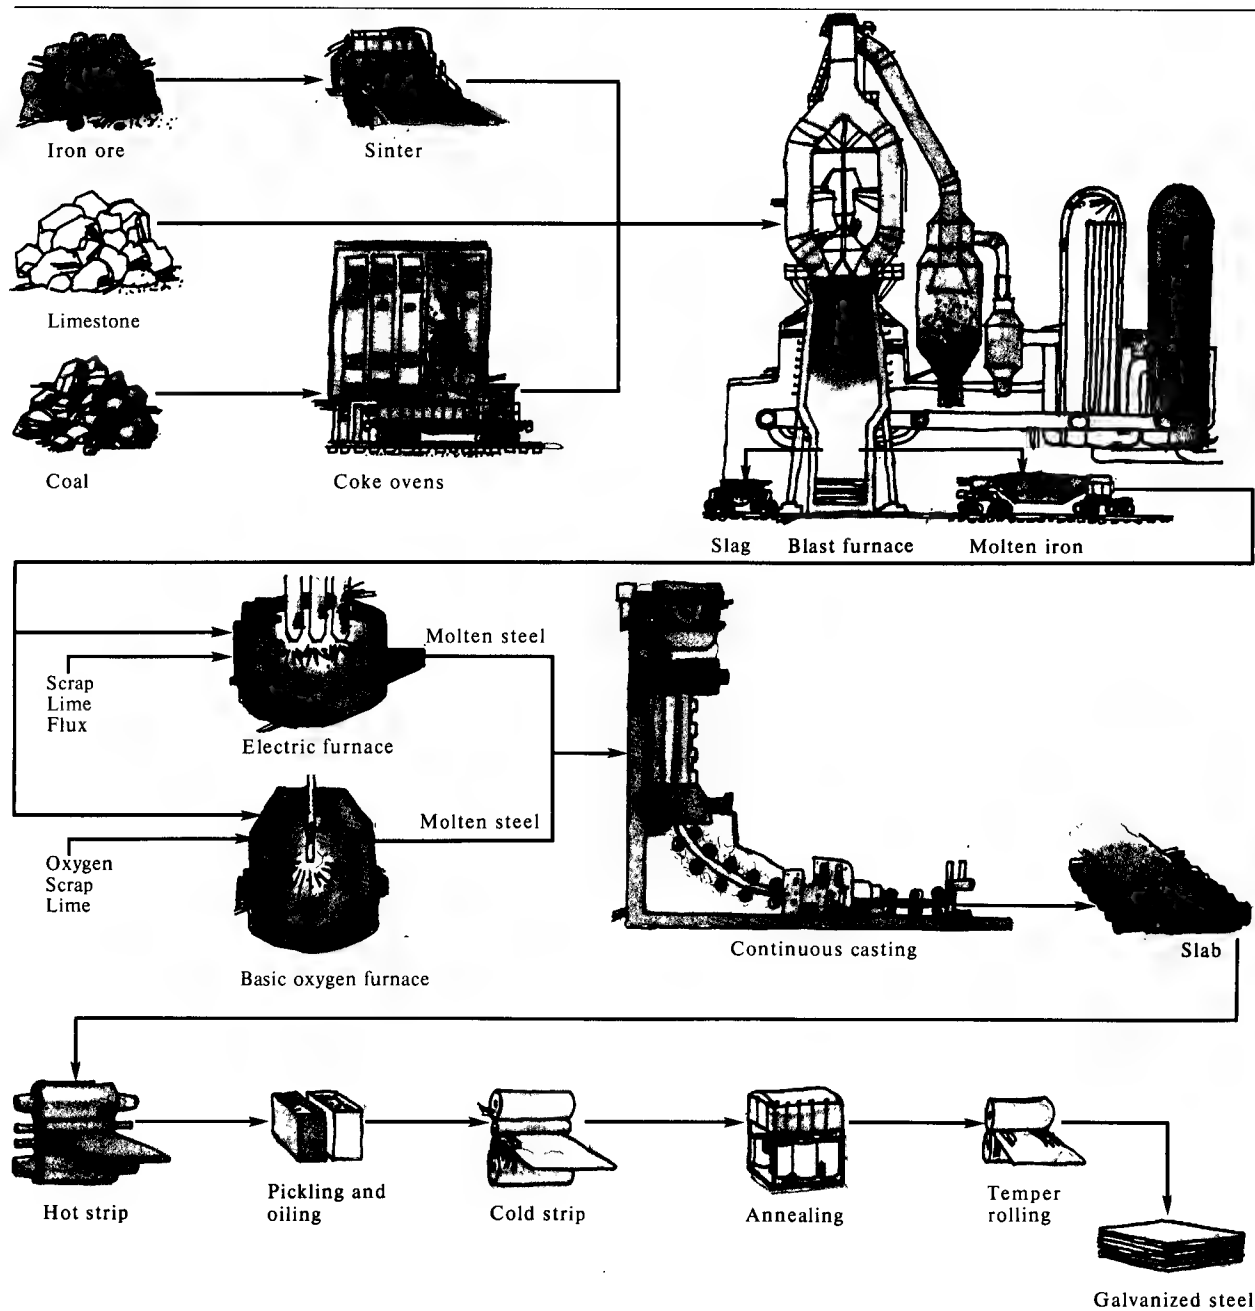 Iron ore
Sinter
Limestone
Coal
Coke ovens
Slag
Blast furnace
Molten iron
Molten steel
Scrap
Lime
Flux
Electric furnace
Molten steel
Oxygen
Scrap
Lime
Basic oxygen furnace
Continuous casting
Slab
Hot strip
Pickling and
oiling
Cold strip
Annealing
Temper
rolling
Galvanized steel